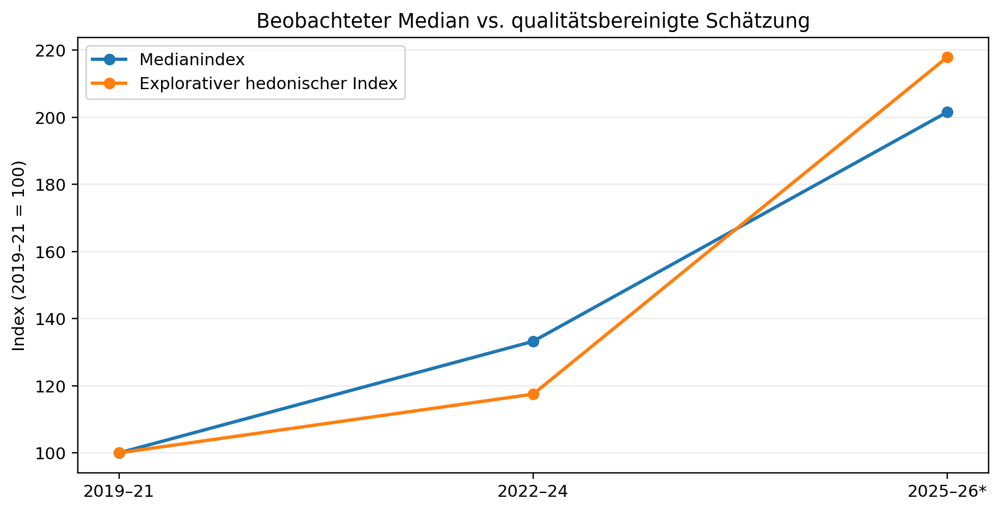 Beobachteter Median vs. qualitätsbereinigte Schätzung
Medianindex
Explorativer hedonischer Index
Index (2019–21 = 100)
220
200
180
160
140
120
100
2019–21
2022–24
2025–26*